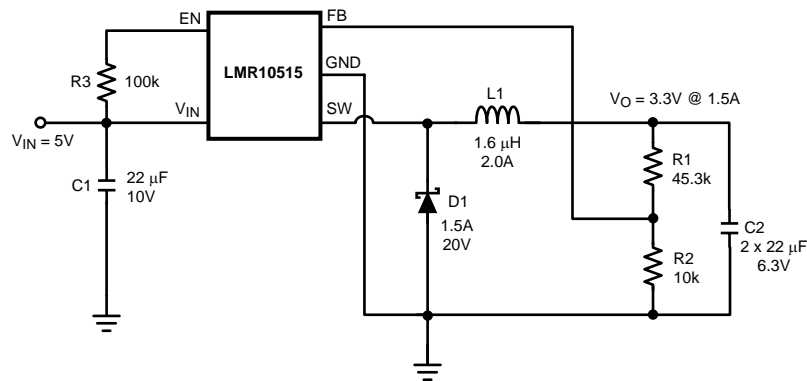 EN
FB
LMR10515
R3
100k
GND
L1
V_O = 3.3V @ 1.5A
V_IN
SW
V_IN = 5V
1.6 μH
2.0A
R1
45.3k
C1
22 μF
10V
D1
1.5A
20V
C2
2 x 22 μF
6.3V
R2
10k